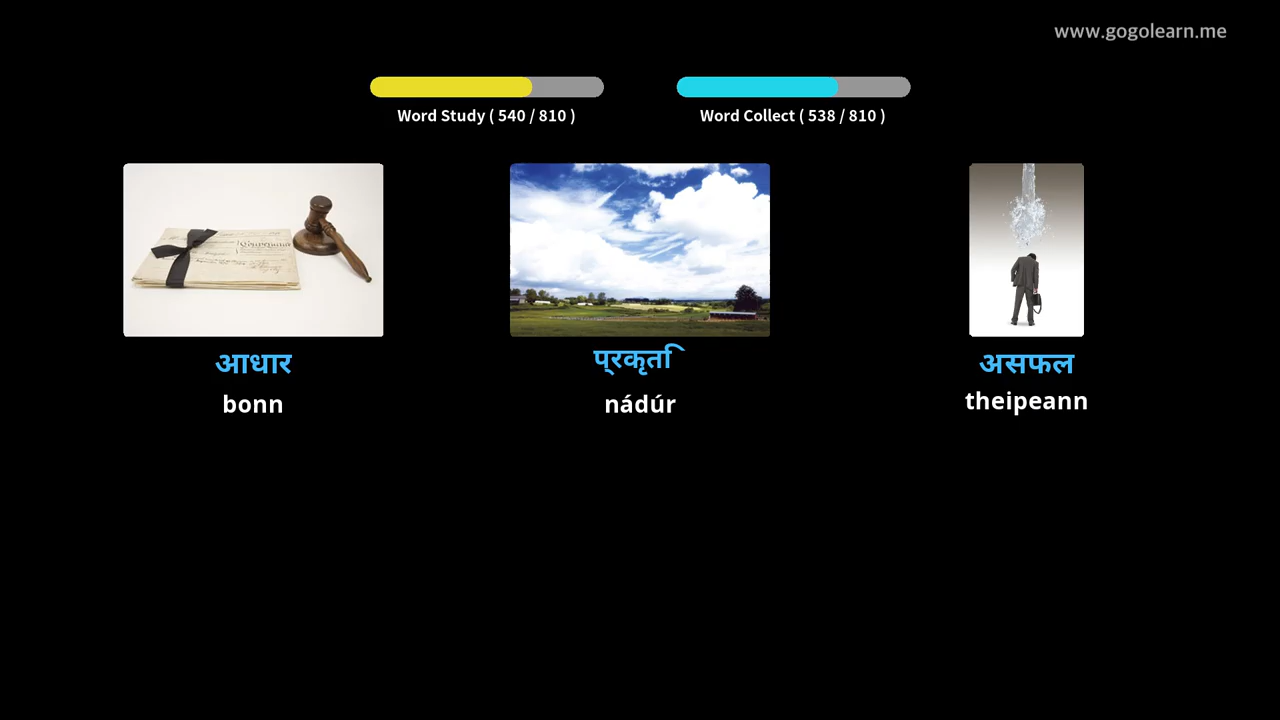 www.gogolearn.me
Word Study ( 540 / 810 )
Word Collect ( 538 / 810 )
आधार
प्रकृति
असफल
bonn
nádúr
theipeann